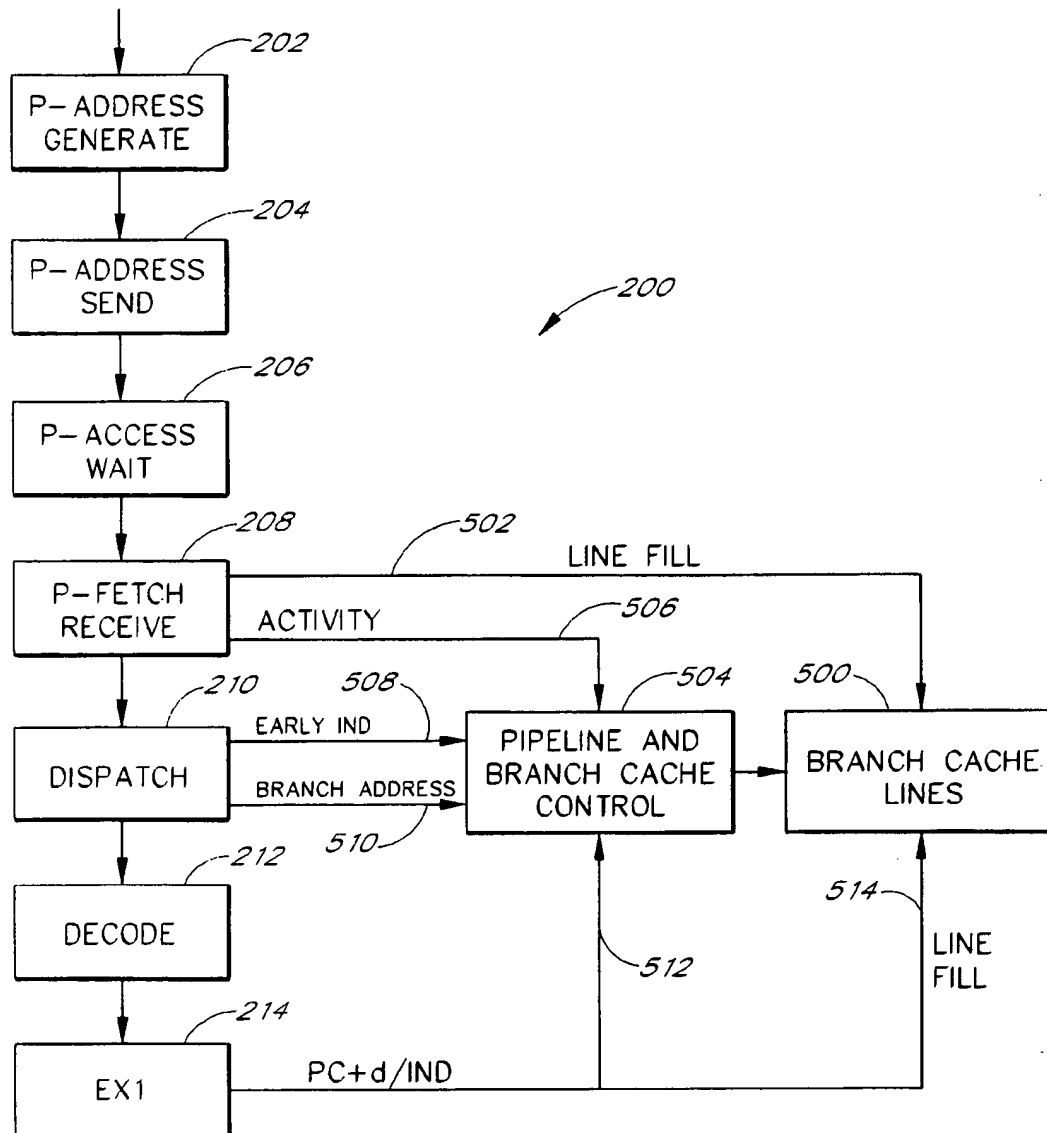 202
P-ADDRESS
GENERATE
204
P-ADDRESS
SEND
200
206
P-ACCESS
WAIT
208
502
LINE FILL
P-FETCH
RECEIVE
ACTIVITY
506
210
508
504
500
EARLY IND
DISPATCH
BRANCH ADDRESS
510
PIPELINE AND
BRANCH CACHE
CONTROL
BRANCH CACHE
LINES
212
514
DECODE
512
LINE
FILL
214
EX1
PC+d/IND